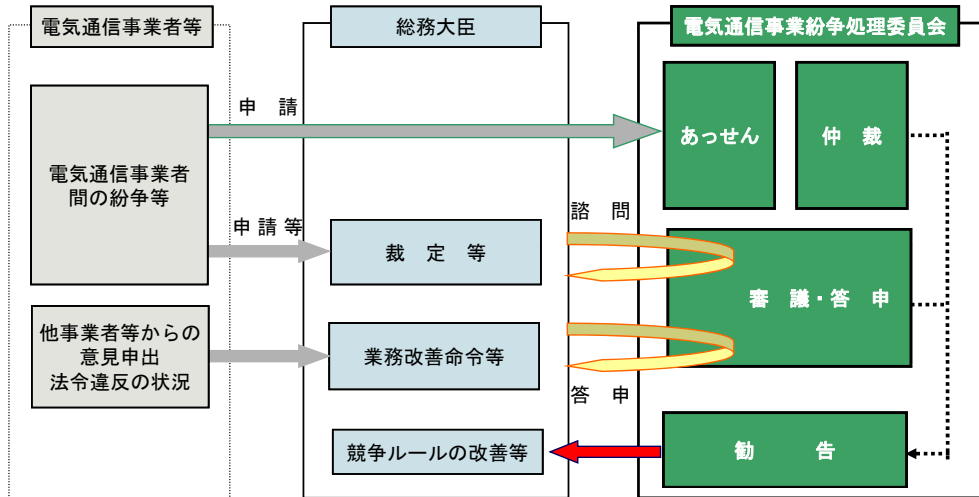 電気通信事業者等
総務大臣
電気通信事業紛争処理委員会
申　請
電気通信事業者
間の紛争等
あっせん
仲　裁
申請等
裁　定　等
諮　問
審　議・答　申
他事業者等からの
意見申出
法令違反の状況
業務改善命令等
答　申
競争ルールの改善等
勧　　告